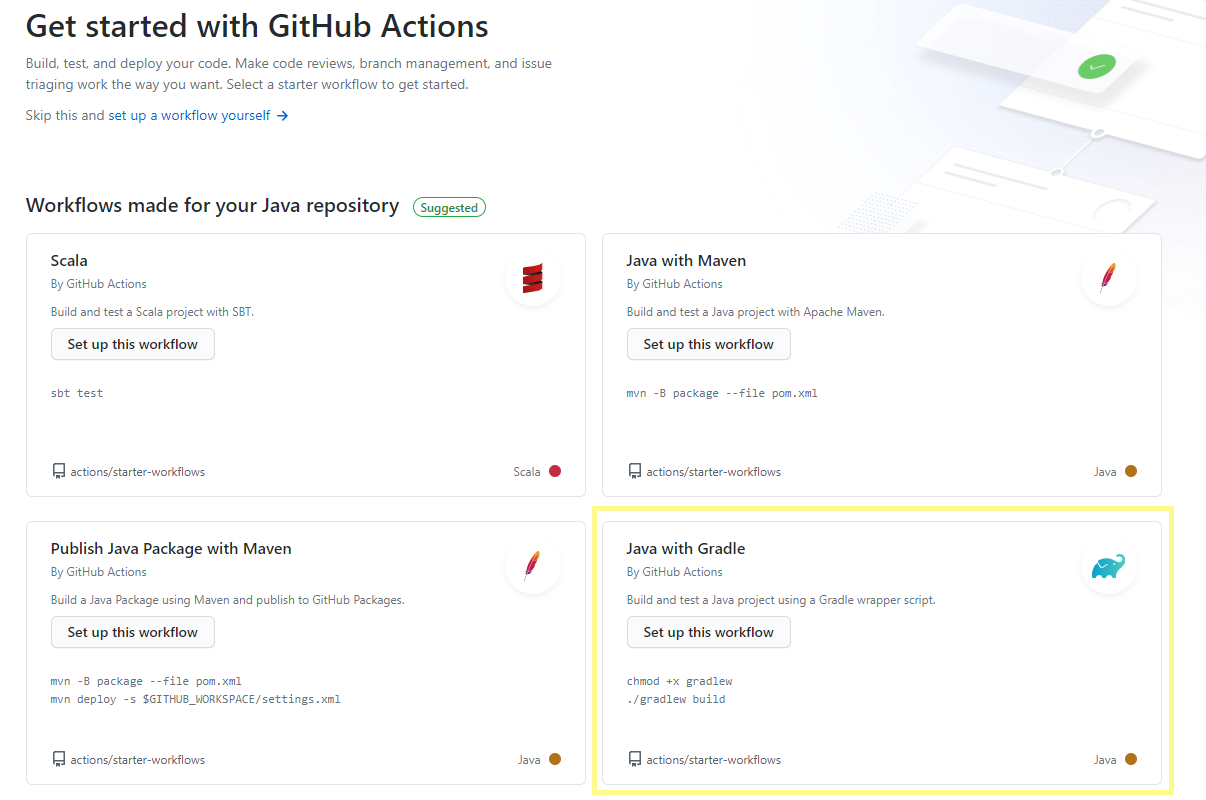 Get started with GitHub Actions
Build, test, and deploy your code. Make code reviews, branch management, and issue
triaging work the way you want. Select a starter workflow to get started.
Skip this and set up a workflow yourself →
Workflows made for your Java repository Suggested
Scala
By GitHub Actions
Build and test a Scala project with SBT.
Set up this workflow
sbt test
actions/starter-workflows
Scala
Java with Maven
By GitHub Actions
Build and test a Java project with Apache Maven.
Set up this workflow
mvn -B package --file pom.xml
actions/starter-workflows
Java
Publish Java Package with Maven
By GitHub Actions
Build a Java Package using Maven and publish to GitHub Packages.
Set up this workflow
mvn -B package --file pom.xml
mvn deploy -s $GITHUB_WORKSPACE/settings.xml
actions/starter-workflows
Java
Java with Gradle
By GitHub Actions
Build and test a Java project using a Gradle wrapper script.
Set up this workflow
chmod +x gradlew
./gradlew build
actions/starter-workflows
Java